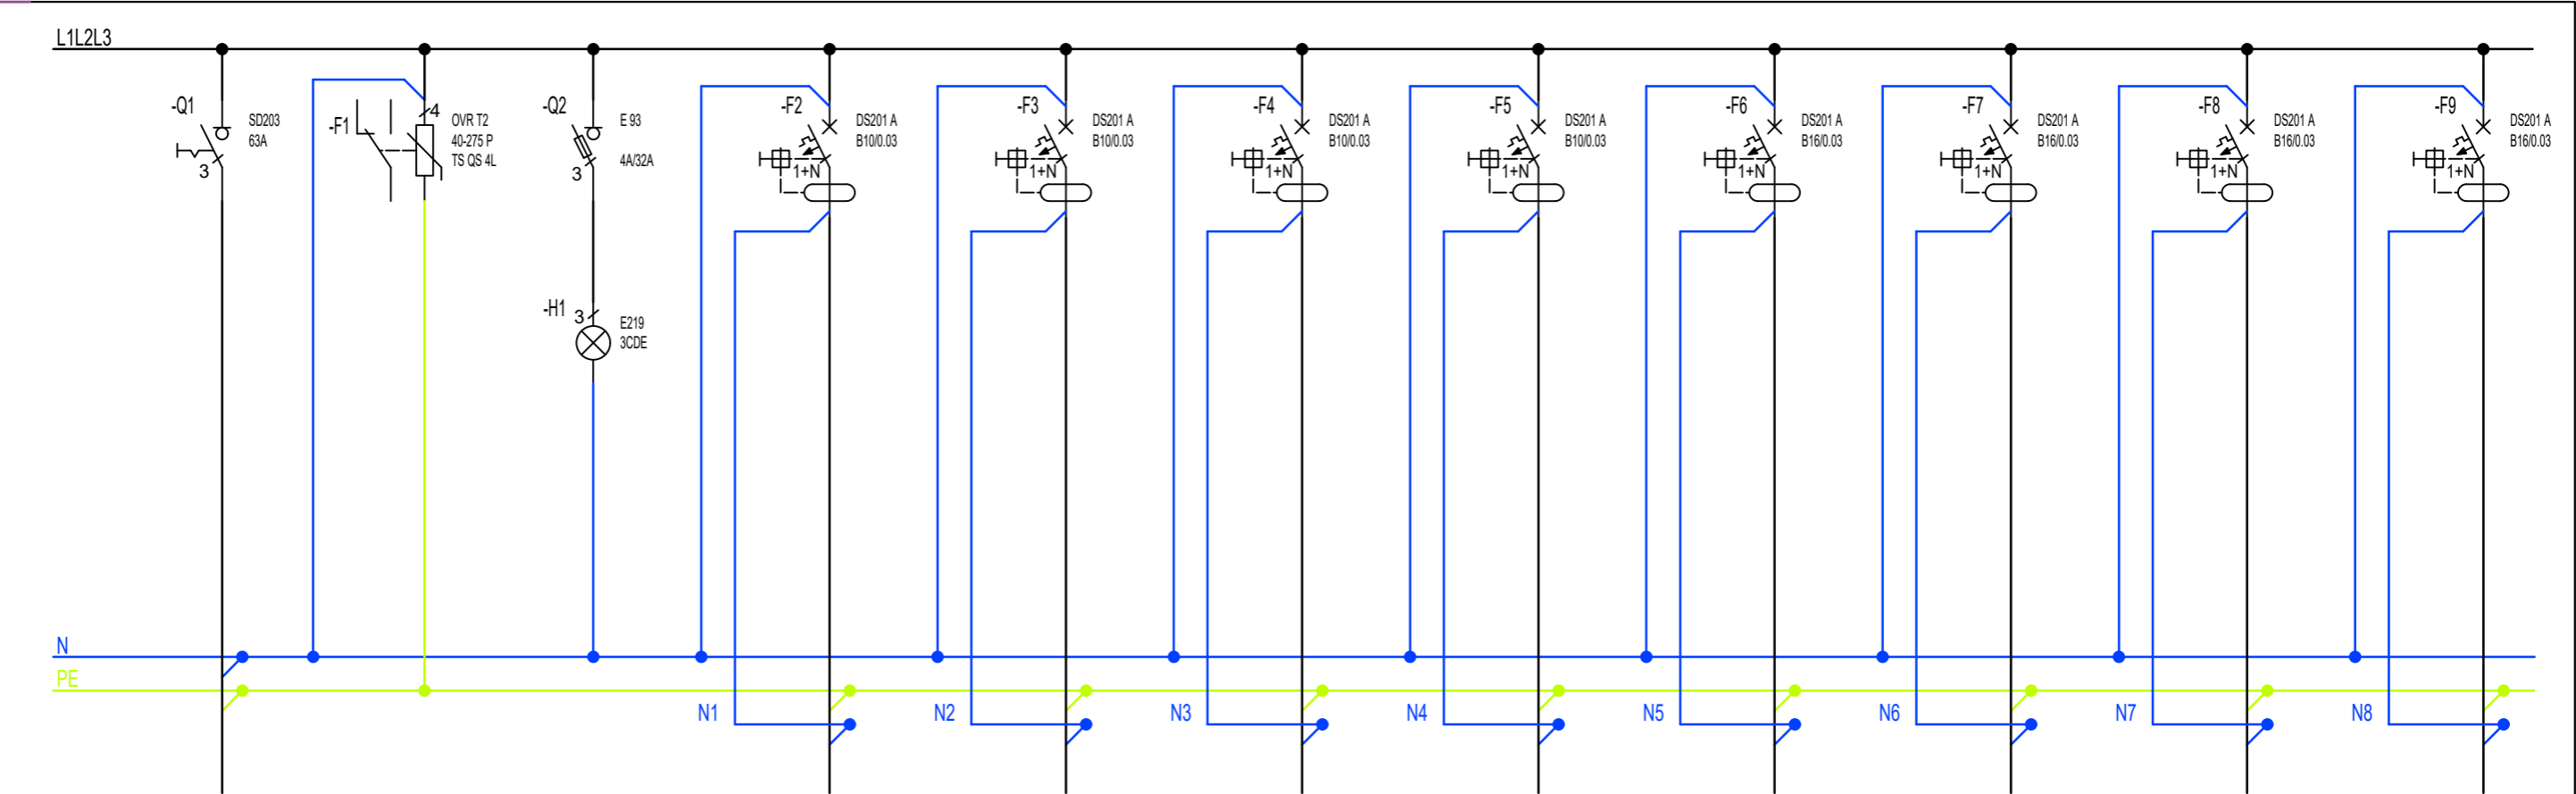 L1L2L3
-Q1
SD203
63A
3
-F1
4
OVR T2
40-275 P
TS QS 4L
-Q2
E 93
4A/32A
3
-H1
3
E219
3CDE
-F2
DS201 A
B10/0.03
1+N
-F3
DS201 A
B10/0.03
1+N
-F4
DS201 A
B10/0.03
1+N
-F5
DS201 A
B10/0.03
1+N
-F6
DS201 A
B16/0.03
1+N
-F7
DS201 A
B16/0.03
1+N
-F8
DS201 A
B16/0.03
1+N
-F9
DS201 A
B16/0.03
1+N
N
PE
N1
N2
N3
N4
N5
N6
N7
N8